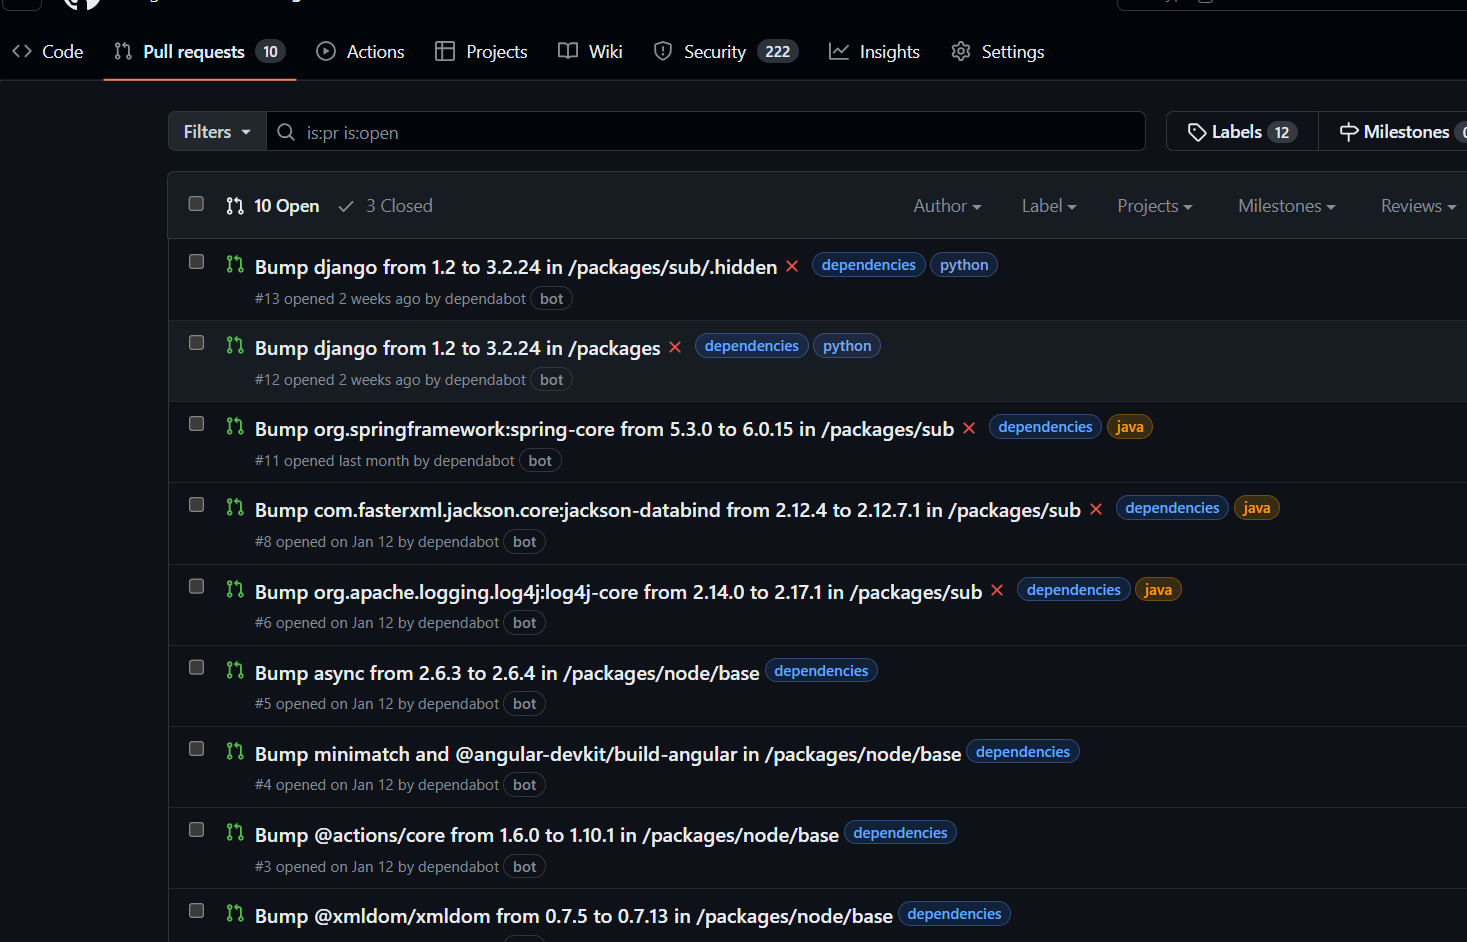 Code Pull requests 10 Actions Projects Wiki Security 222 Insights Settings
Filters is:pr is:open Labels 12 Milestones
10 Open 3 Closed Author Label Projects Milestones Reviews
Bump django from 1.2 to 3.2.24 in /packages/sub/.hidden dependencies python
#13 opened 2 weeks ago by dependabot bot
Bump django from 1.2 to 3.2.24 in /packages dependencies python
#12 opened 2 weeks ago by dependabot bot
Bump org.springframework:spring-core from 5.3.0 to 6.0.15 in /packages/sub dependencies java
#11 opened last month by dependabot bot
Bump com.fasterxml.jackson.core:jackson-databind from 2.12.4 to 2.12.7.1 in /packages/sub dependencies java
#8 opened on Jan 12 by dependabot bot
Bump org.apache.logging.log4j:log4j-core from 2.14.0 to 2.17.1 in /packages/sub dependencies java
#6 opened on Jan 12 by dependabot bot
Bump async from 2.6.3 to 2.6.4 in /packages/node/base dependencies
#5 opened on Jan 12 by dependabot bot
Bump minimatch and @angular-devkit/build-angular in /packages/node/base dependencies
#4 opened on Jan 12 by dependabot bot
Bump @actions/core from 1.6.0 to 1.10.1 in /packages/node/base dependencies
#3 opened on Jan 12 by dependabot bot
Bump @xmldom/xmldom from 0.7.5 to 0.7.13 in /packages/node/base dependencies